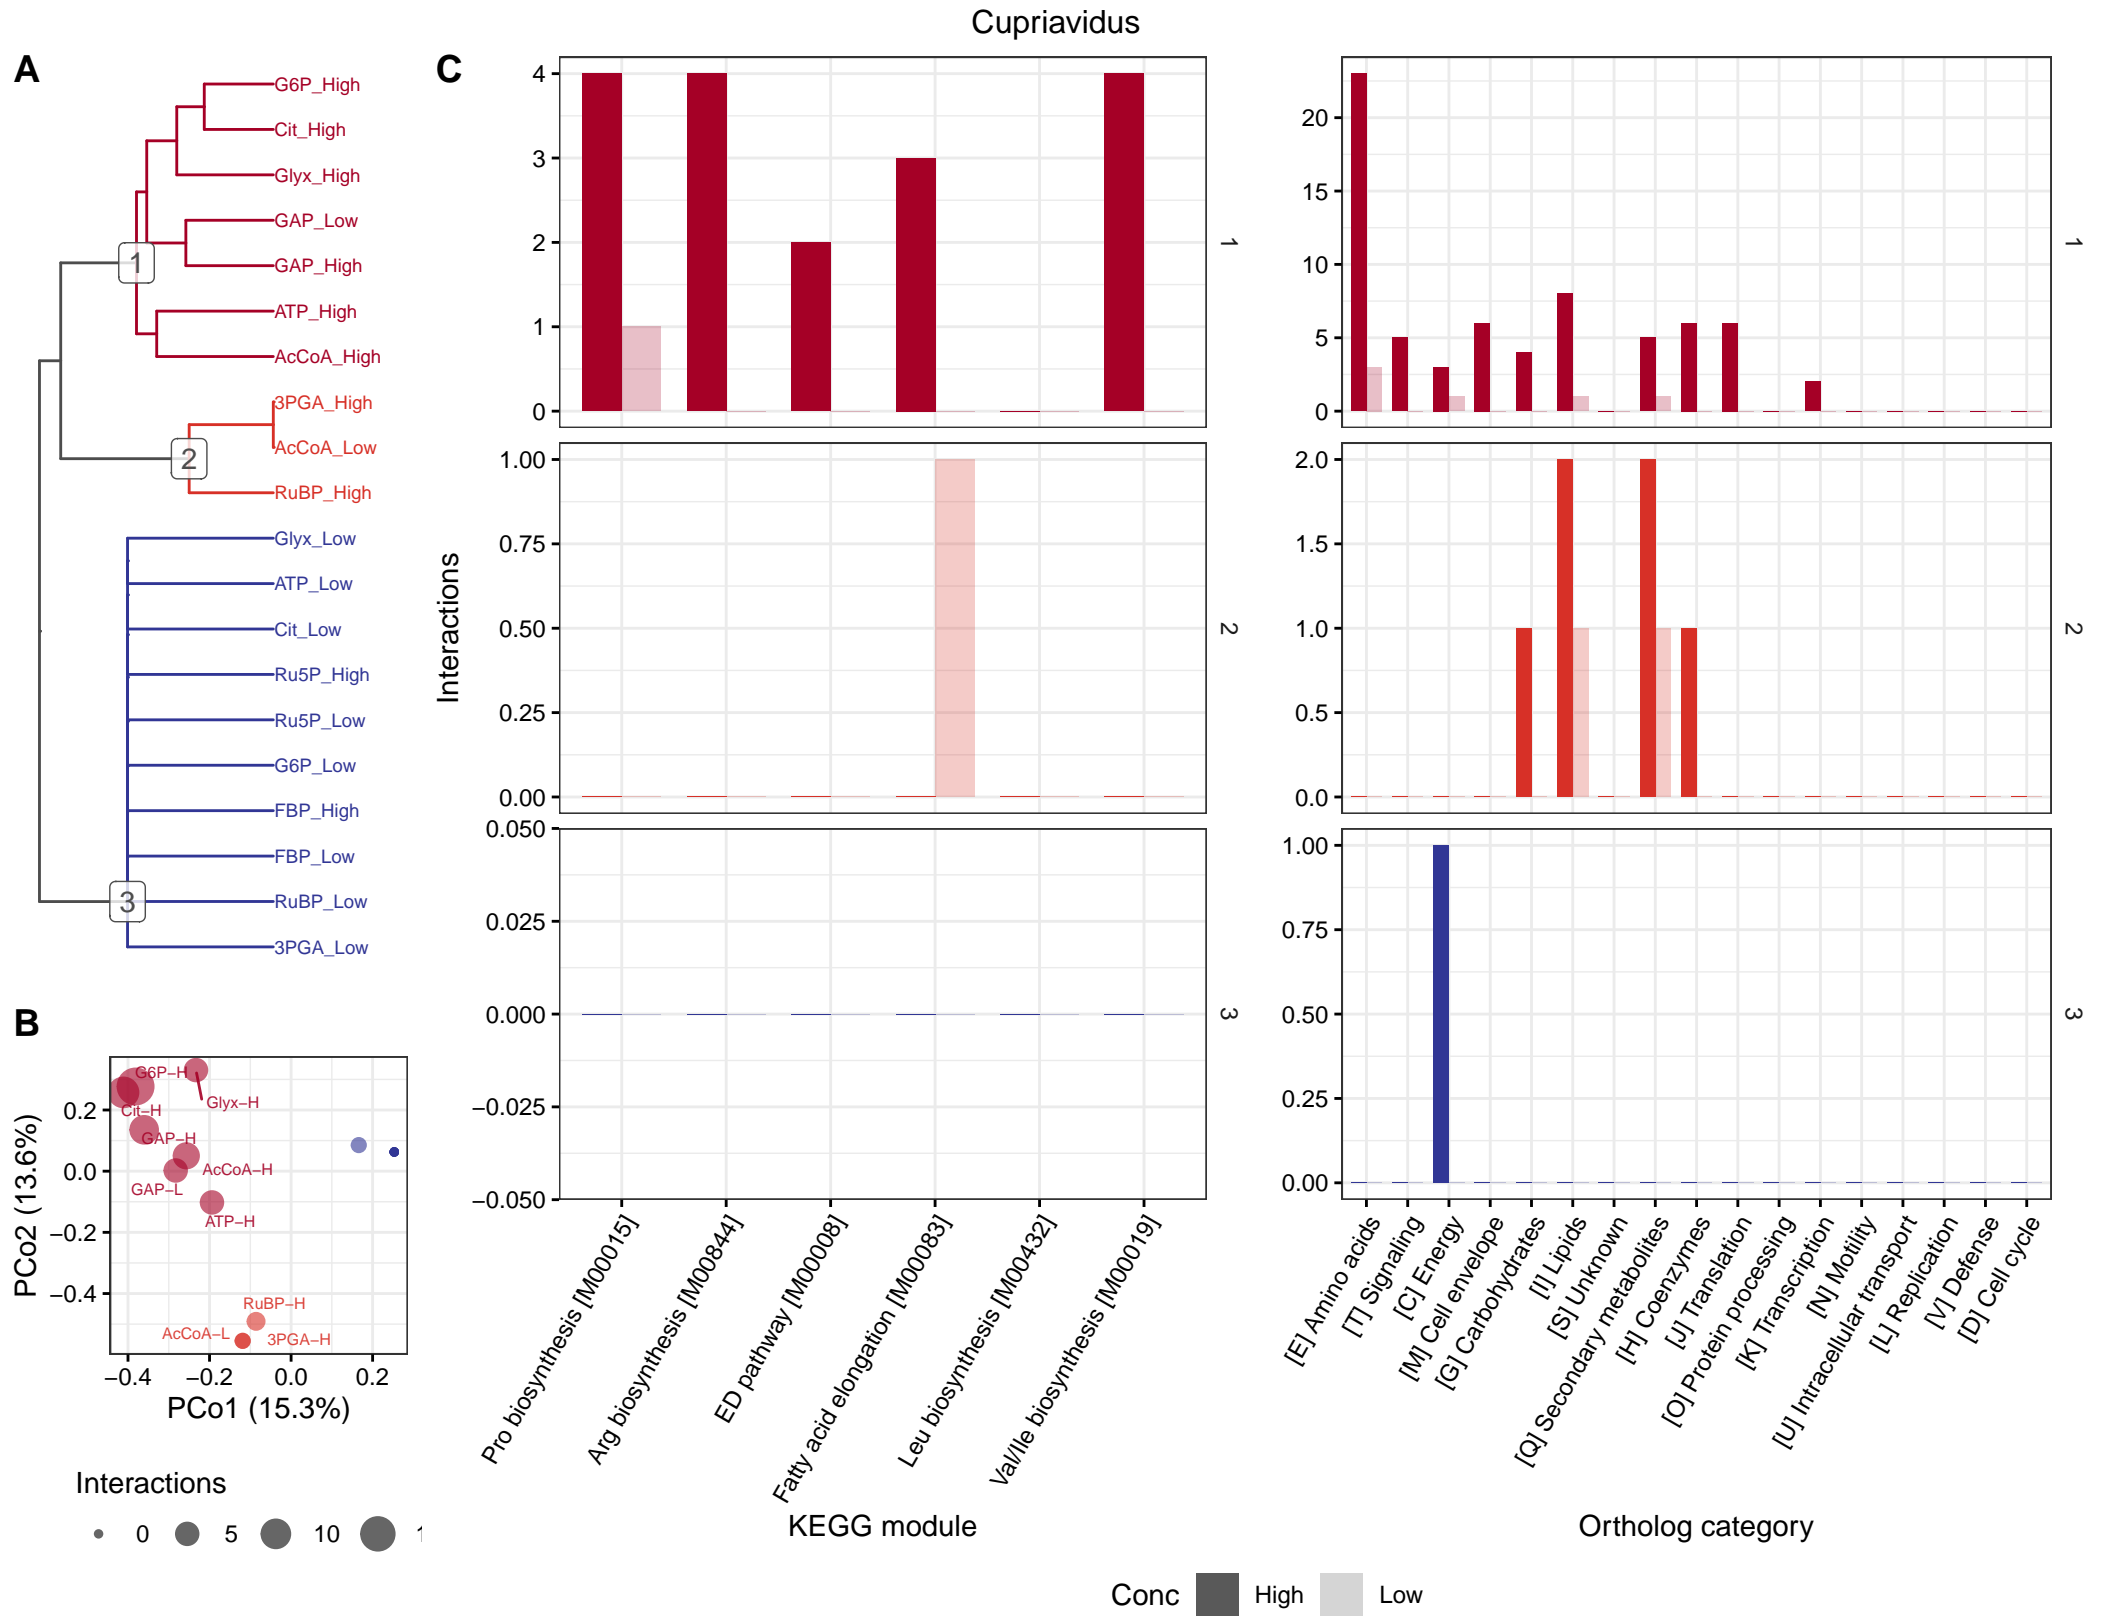 Cupriavidus
A
G6P_High
Cit_High
Glyx_High
GAP_Low
GAP_High
ATP_High
AcCoA_High
3PGA_High
AcCoA_Low
RuBP_High
Glyx_Low
ATP_Low
Cit_Low
Ru5P_High
Ru5P_Low
G6P_Low
FBP_High
FBP_Low
RuBP_Low
3PGA_Low
1
2
3
B
G6P−H
Glyx−H
Cit−H
GAP−H
AcCoA−H
GAP−L
ATP−H
RuBP−H
AcCoA−L
3PGA−H
0.2
0.0
−0.2
−0.4
PCo2 (13.6%)
−0.4 −0.2 0.0 0.2
PCo1 (15.3%)
Interactions
0 5 10
C
Interactions
4
3
2
1
0
1
1.00
0.75
0.50
0.25
0.00
2
0.050
0.025
0.000
−0.025
−0.050
3
Pro biosynthesis [M00015]
Arg biosynthesis [M00844]
ED pathway [M00008]
Fatty acid elongation [M00083]
Leu biosynthesis [M00432]
Val/Ile biosynthesis [M00019]
KEGG module
20
15
10
5
0
1
2.0
1.5
1.0
0.5
0.0
2
1.00
0.75
0.50
0.25
0.00
3
[E] Amino acids
[T] Signaling
[C] Energy
[M] Cell envelope
[G] Carbohydrates
[I] Lipids
[S] Unknown
[Q] Secondary metabolites
[H] Coenzymes
[J] Translation
[O] Protein processing
[K] Transcription
[N] Motility
[U] Intracellular transport
[L] Replication
[V] Defense
[D] Cell cycle
Ortholog category
Conc High Low